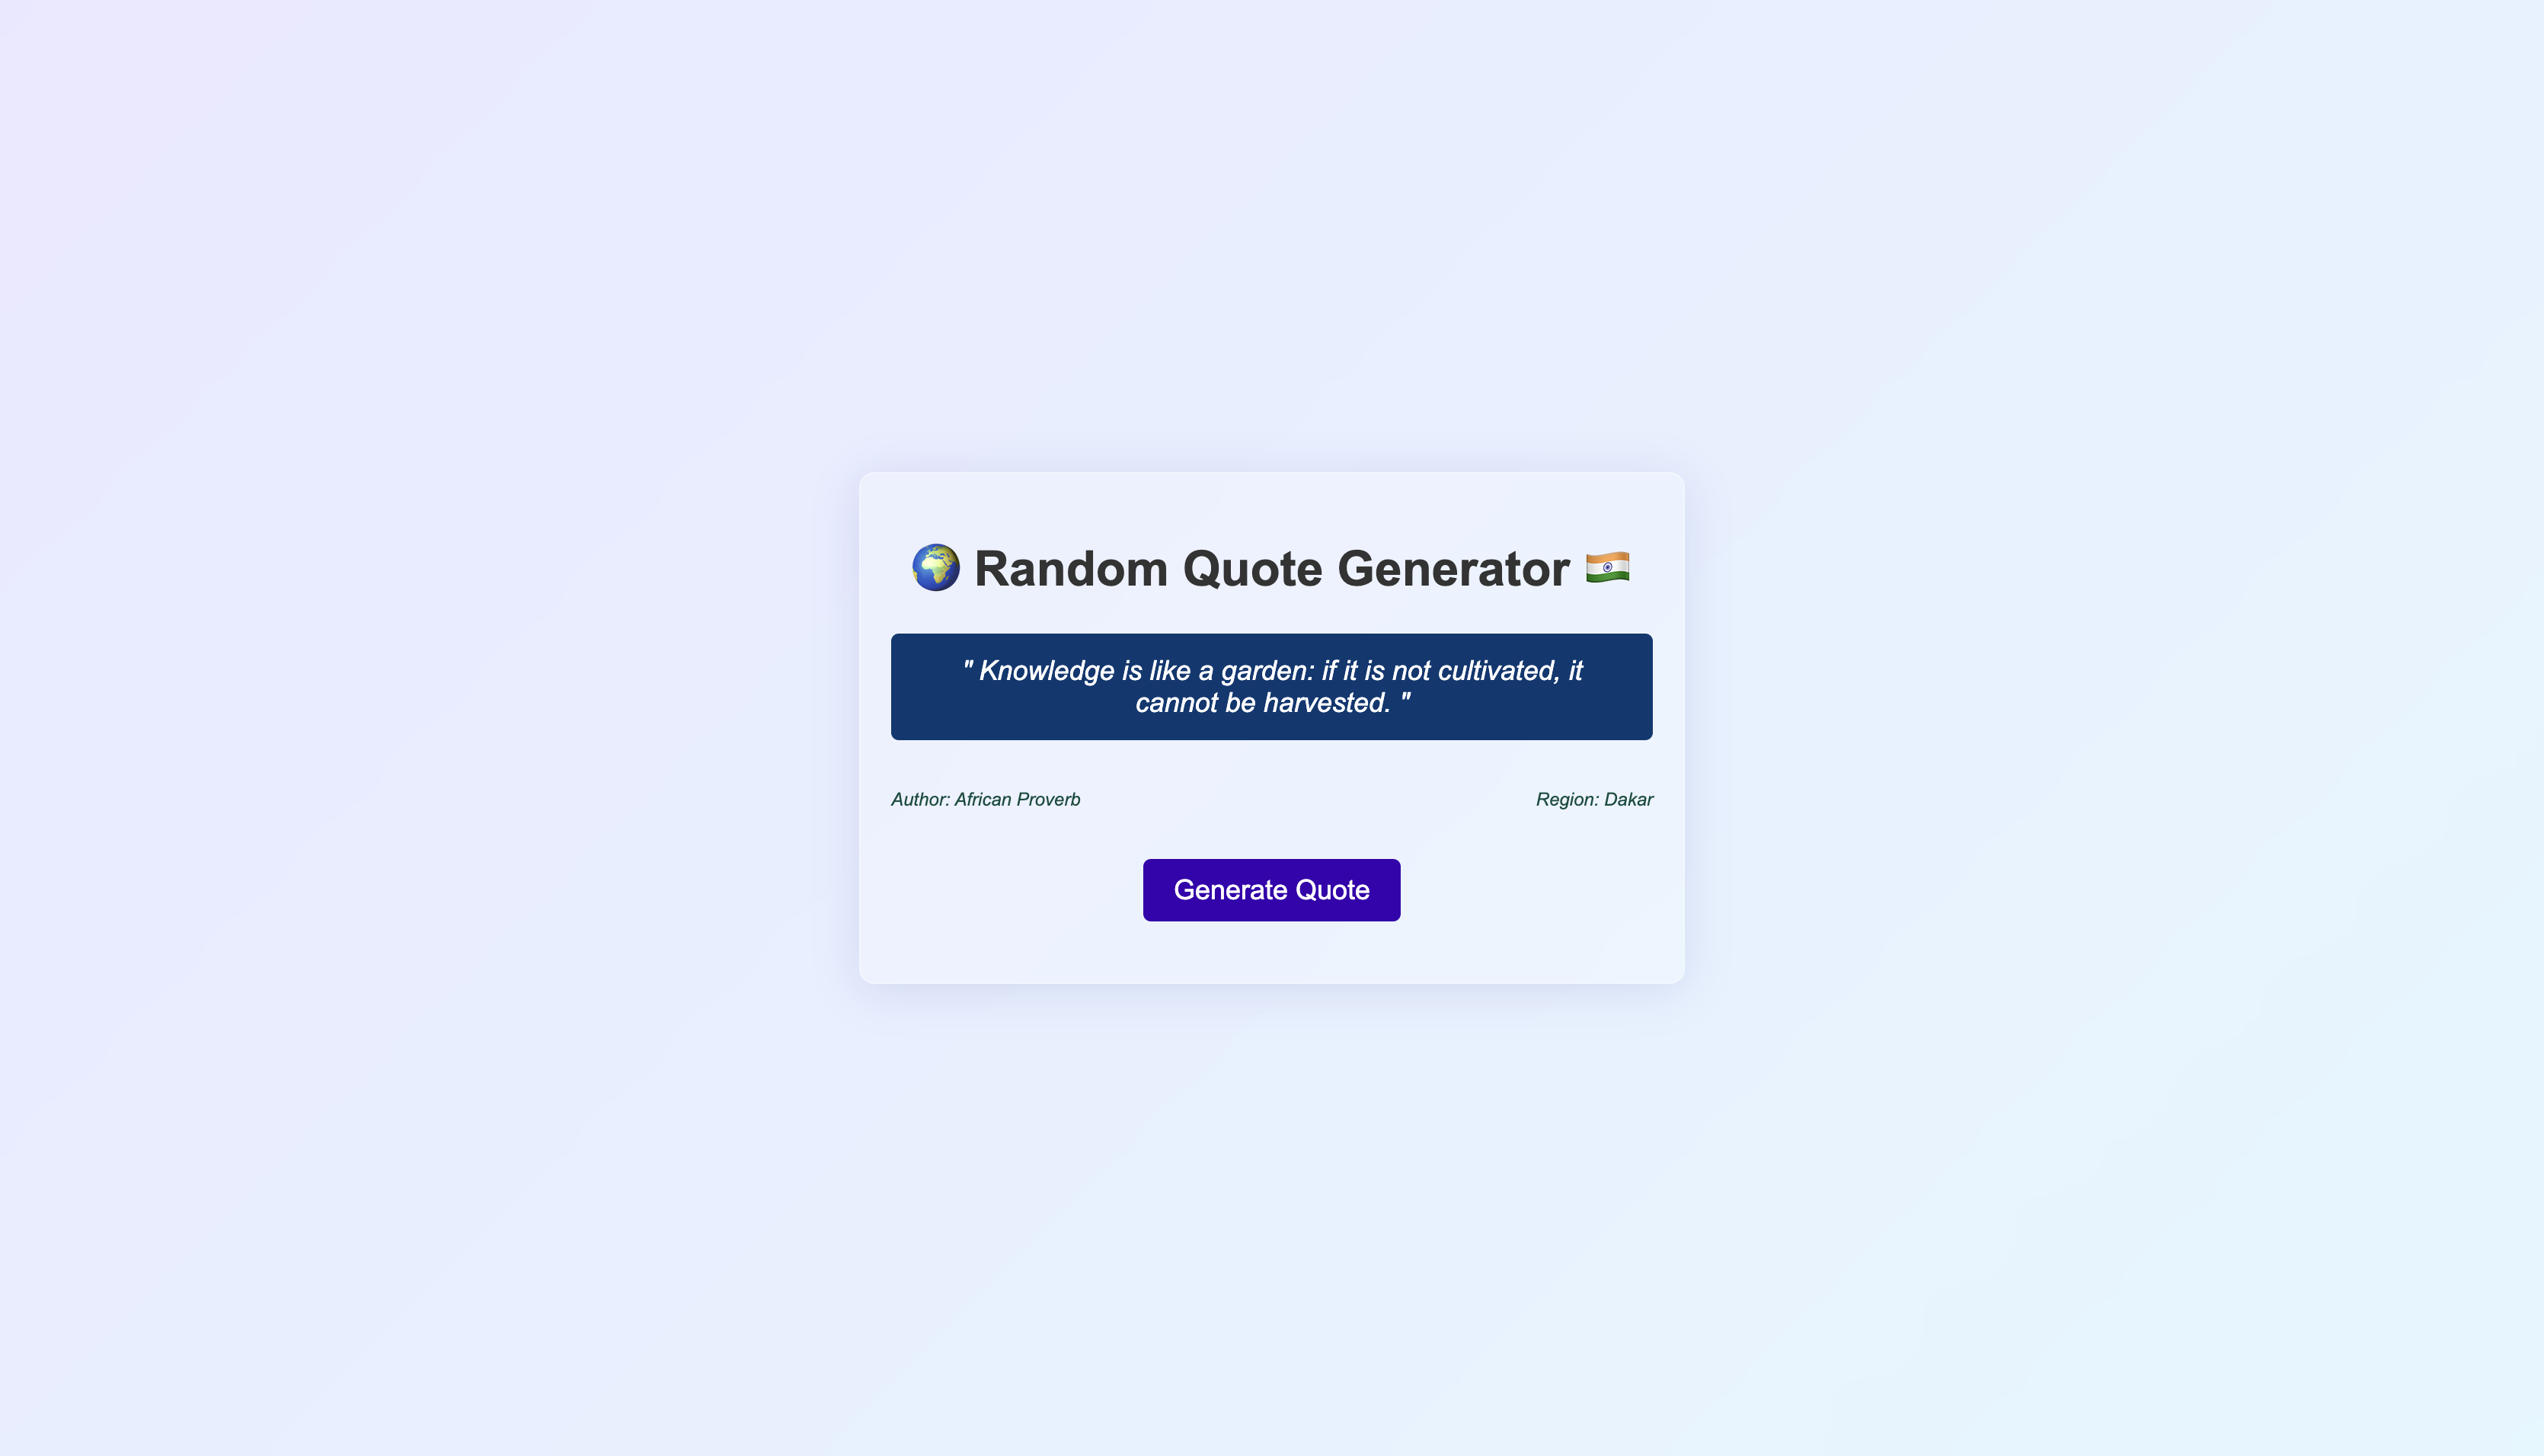 🌍 Random Quote Generator 🇮🇳
" Knowledge is like a garden: if it is not cultivated, it
cannot be harvested. "
Author: African Proverb
Region: Dakar
Generate Quote